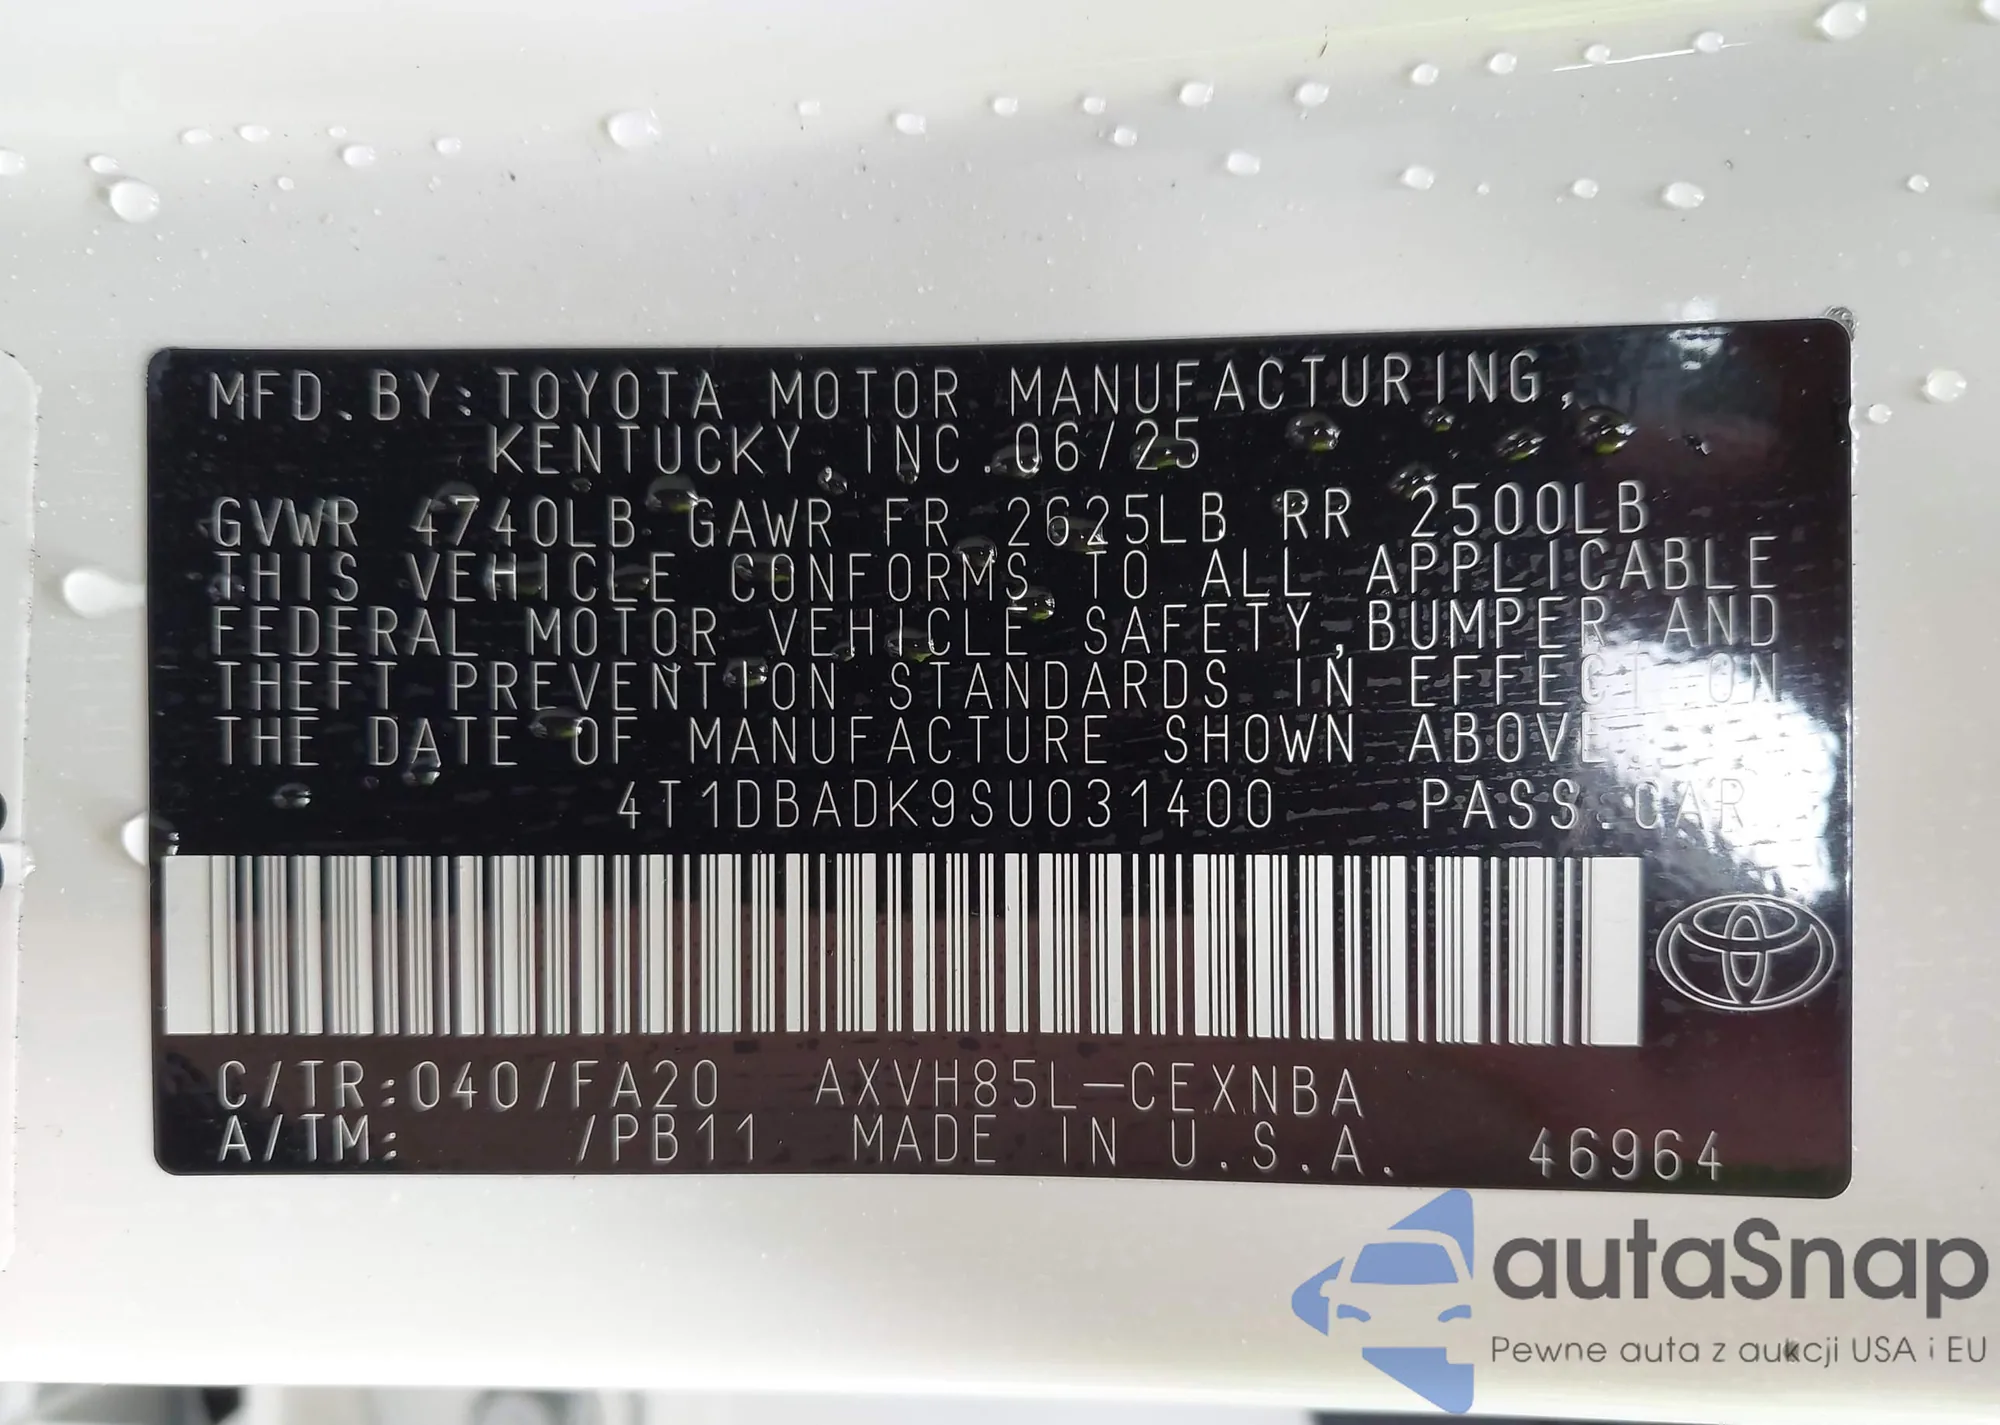 MFD.BY:TOYOTA MOTOR MANUFACTURING,
KENTUCKY, INC.06/25
GVWR 4740LB GAWR FR 2625LB RR 2500LB
THIS VEHICLE CONFORMS TO ALL APPLICABLE
FEDERAL MOTOR VEHICLE SAFETY,BUMPER AND
THEFT PREVENTION STANDARDS IN EFFECT ON
THE DATE OF MANUFACTURE SHOWN ABOVE.
4T1DBADK9SU031400 PASS.CAR
C/TR:040/FA20 AXVH85L-CEXNBA
A/TM: /PB11 MADE IN U.S.A. 46964
autaSnap
Pewne auta z aukcji USA i EU